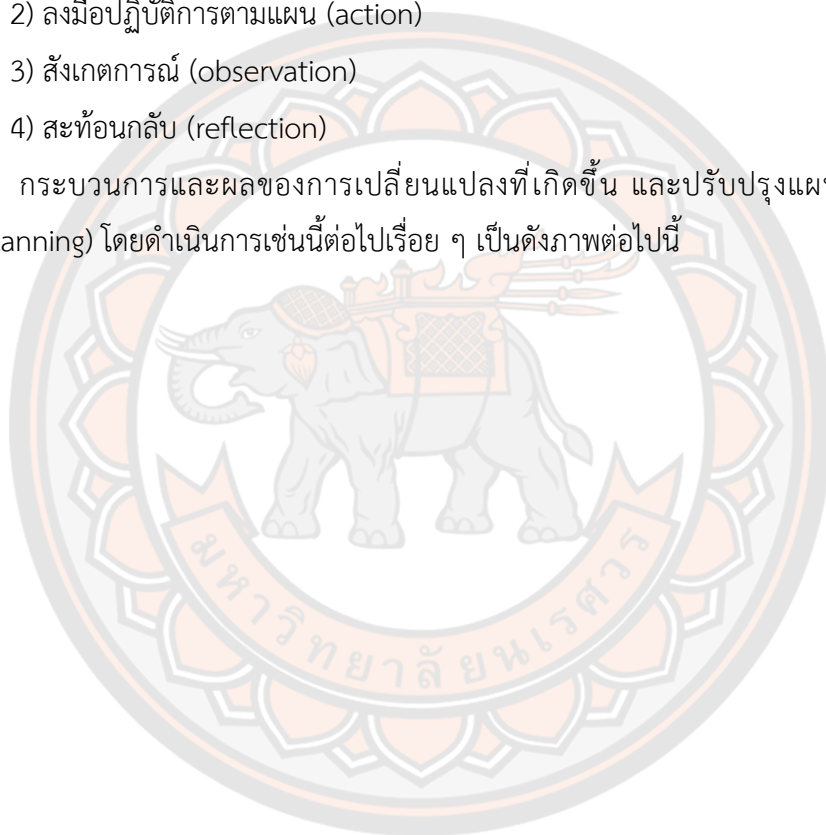 2) ลงมือปฏิบัติการตามแผน (action)
3) สังเกตการณ์ (observation)
4) สะท้อนกลับ (reflection)
กระบวนการและผลของการเปลี่ยนแปลงที่เกิดขึ้น และปรับปรุงแผน
anning) โดยดำเนินการเช่นนี้ต่อไปเรื่อย ๆ เป็นดังภาพต่อไปนี้
มหาวิทยาลัยนเรศวร